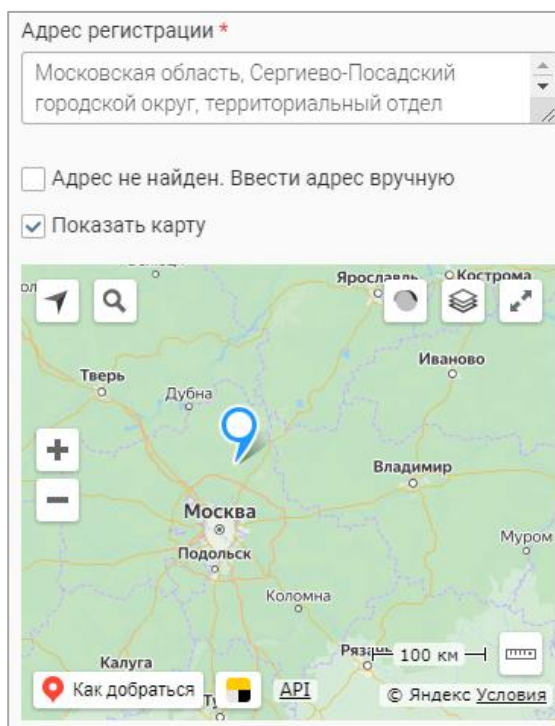 Адрес регистрации *
Московская область, Сергиево-Посадский
городской округ, территориальный отдел
Адрес не найден. Ввести адрес вручную
Показать карту
Ярославль
Кострома
Иваново
Тверь
Дубна
Владимир
Москва
Подольск
Муром
Коломна
100 км
Калуга
Как добраться
API
© Яндекс Условия